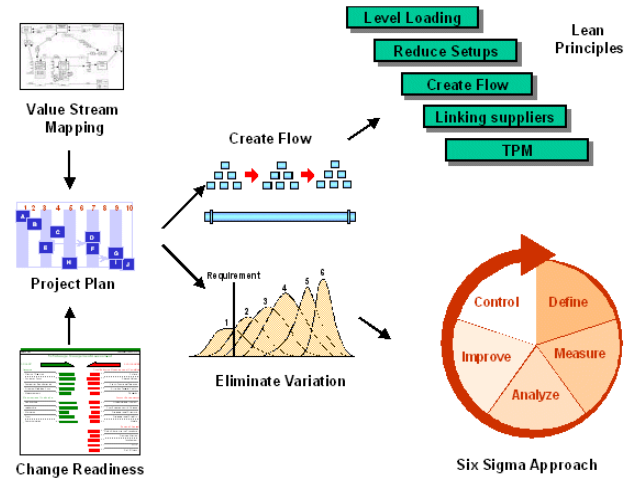 Level Loading
Lean
Principles
Reduce Setups
Create Flow
Linking suppliers
TPM
Value Stream
Mapping
Create Flow
1 2 3 4 5 6 7 8 9 10
A
B
C
D
E
F
G
H
I
J
Project Plan
Requirement
1
2
3
4
5
6
Eliminate Variation
Control
Define
Improve
Measure
Analyze
Change Readiness
Six Sigma Approach